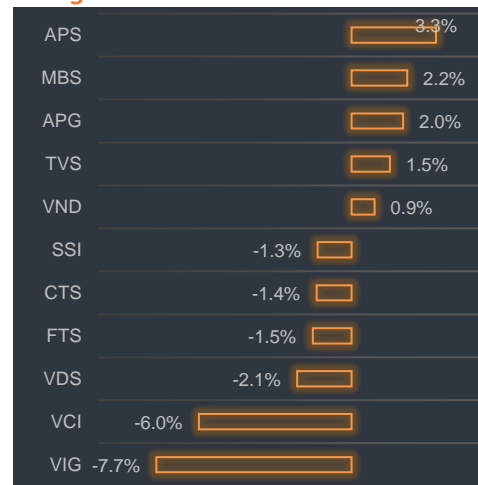 APS 3.3%
MBS 2.2%
APG 2.0%
TVS 1.5%
VND 0.9%
SSI -1.3%
CTS -1.4%
FTS -1.5%
VDS -2.1%
VCI -6.0%
VIG -7.7%